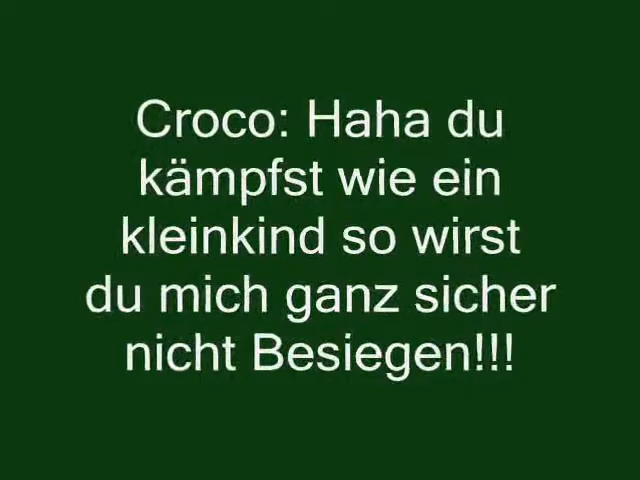 Croco: Haha du
kämpfst wie ein
kleinkind so wirst
du mich ganz sicher
nicht Besiegen!!!